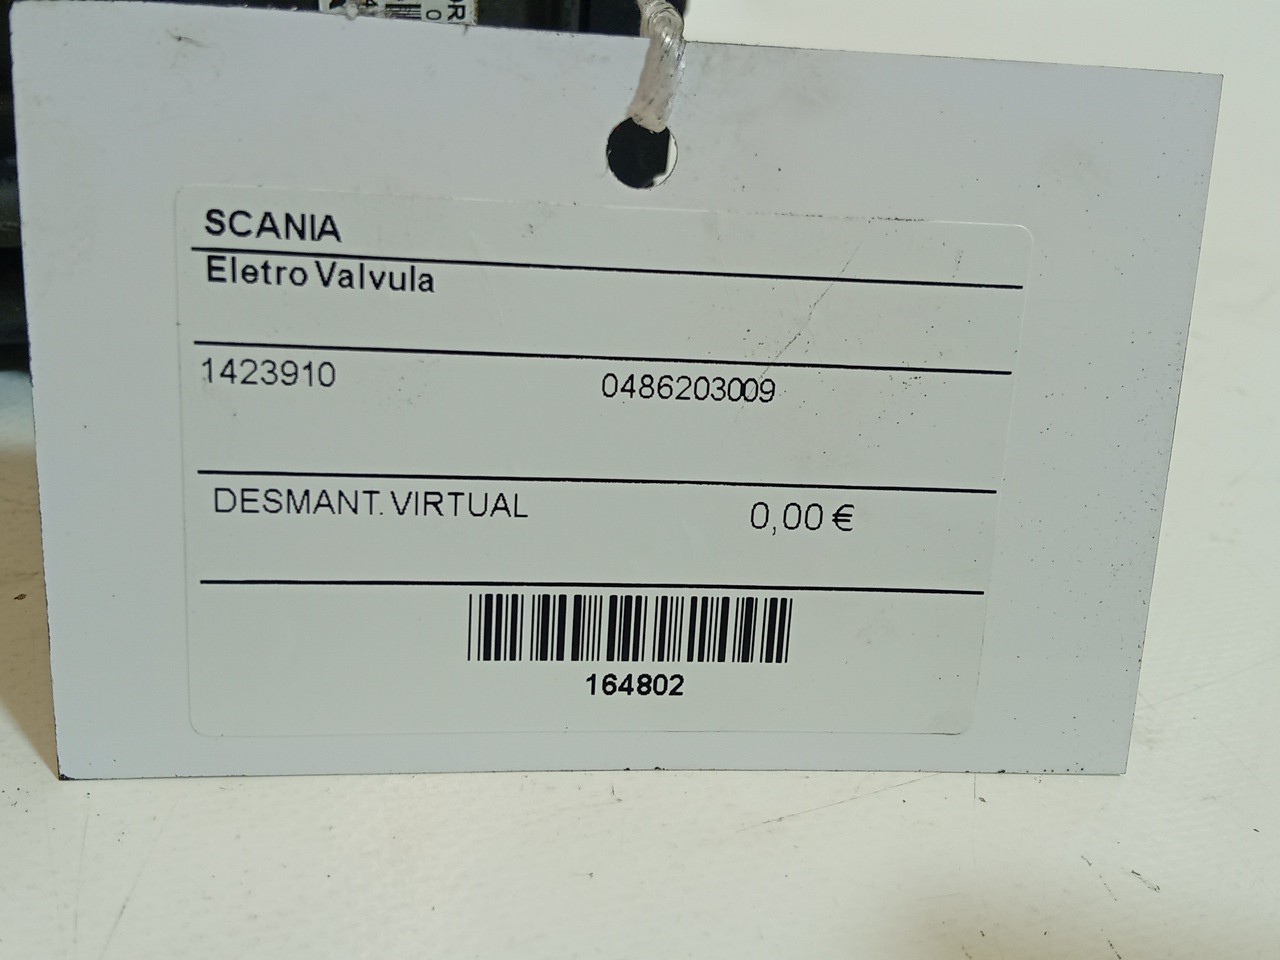 SCANIA
Eletro Valvula
1423910 0486203009
DESMANT. VIRTUAL 0,00 €
164802